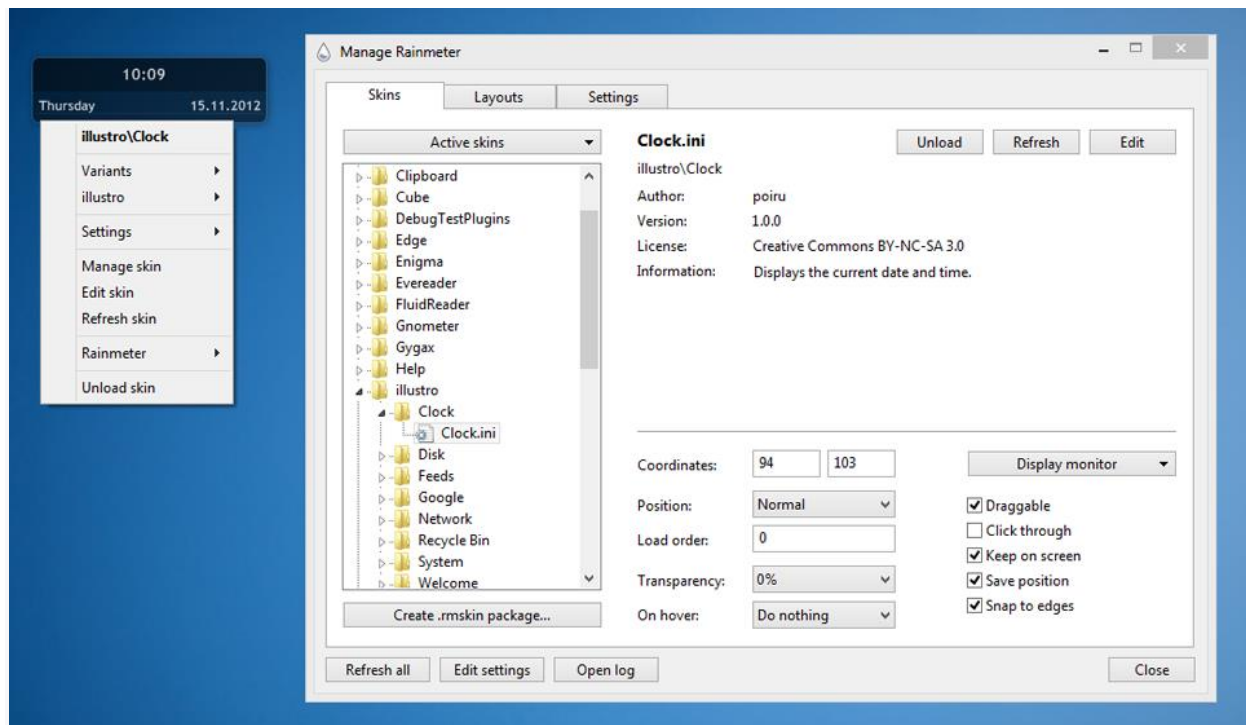 10:09
Thursday 15.11.2012
illustro\Clock
Variants
illustro
Settings
Manage skin
Edit skin
Refresh skin
Rainmeter
Unload skin
Manage Rainmeter
Skins Layouts Settings
Active skins
Clipboard
Cube
DebugTestPlugins
Edge
Enigma
Evereader
FluidReader
Gnometer
Gygax
Help
illustro
Clock
Clock.ini
Disk
Feeds
Google
Network
Recycle Bin
System
Welcome
Create .rmskin package...
Clock.ini Unload Refresh Edit
illustro\Clock
Author: poiru
Version: 1.0.0
License: Creative Commons BY-NC-SA 3.0
Information: Displays the current date and time.
Coordinates: 94 103
Position: Normal
Load order: 0
Transparency: 0%
On hover: Do nothing
Display monitor
Draggable
Click through
Keep on screen
Save position
Snap to edges
Refresh all Edit settings Open log Close